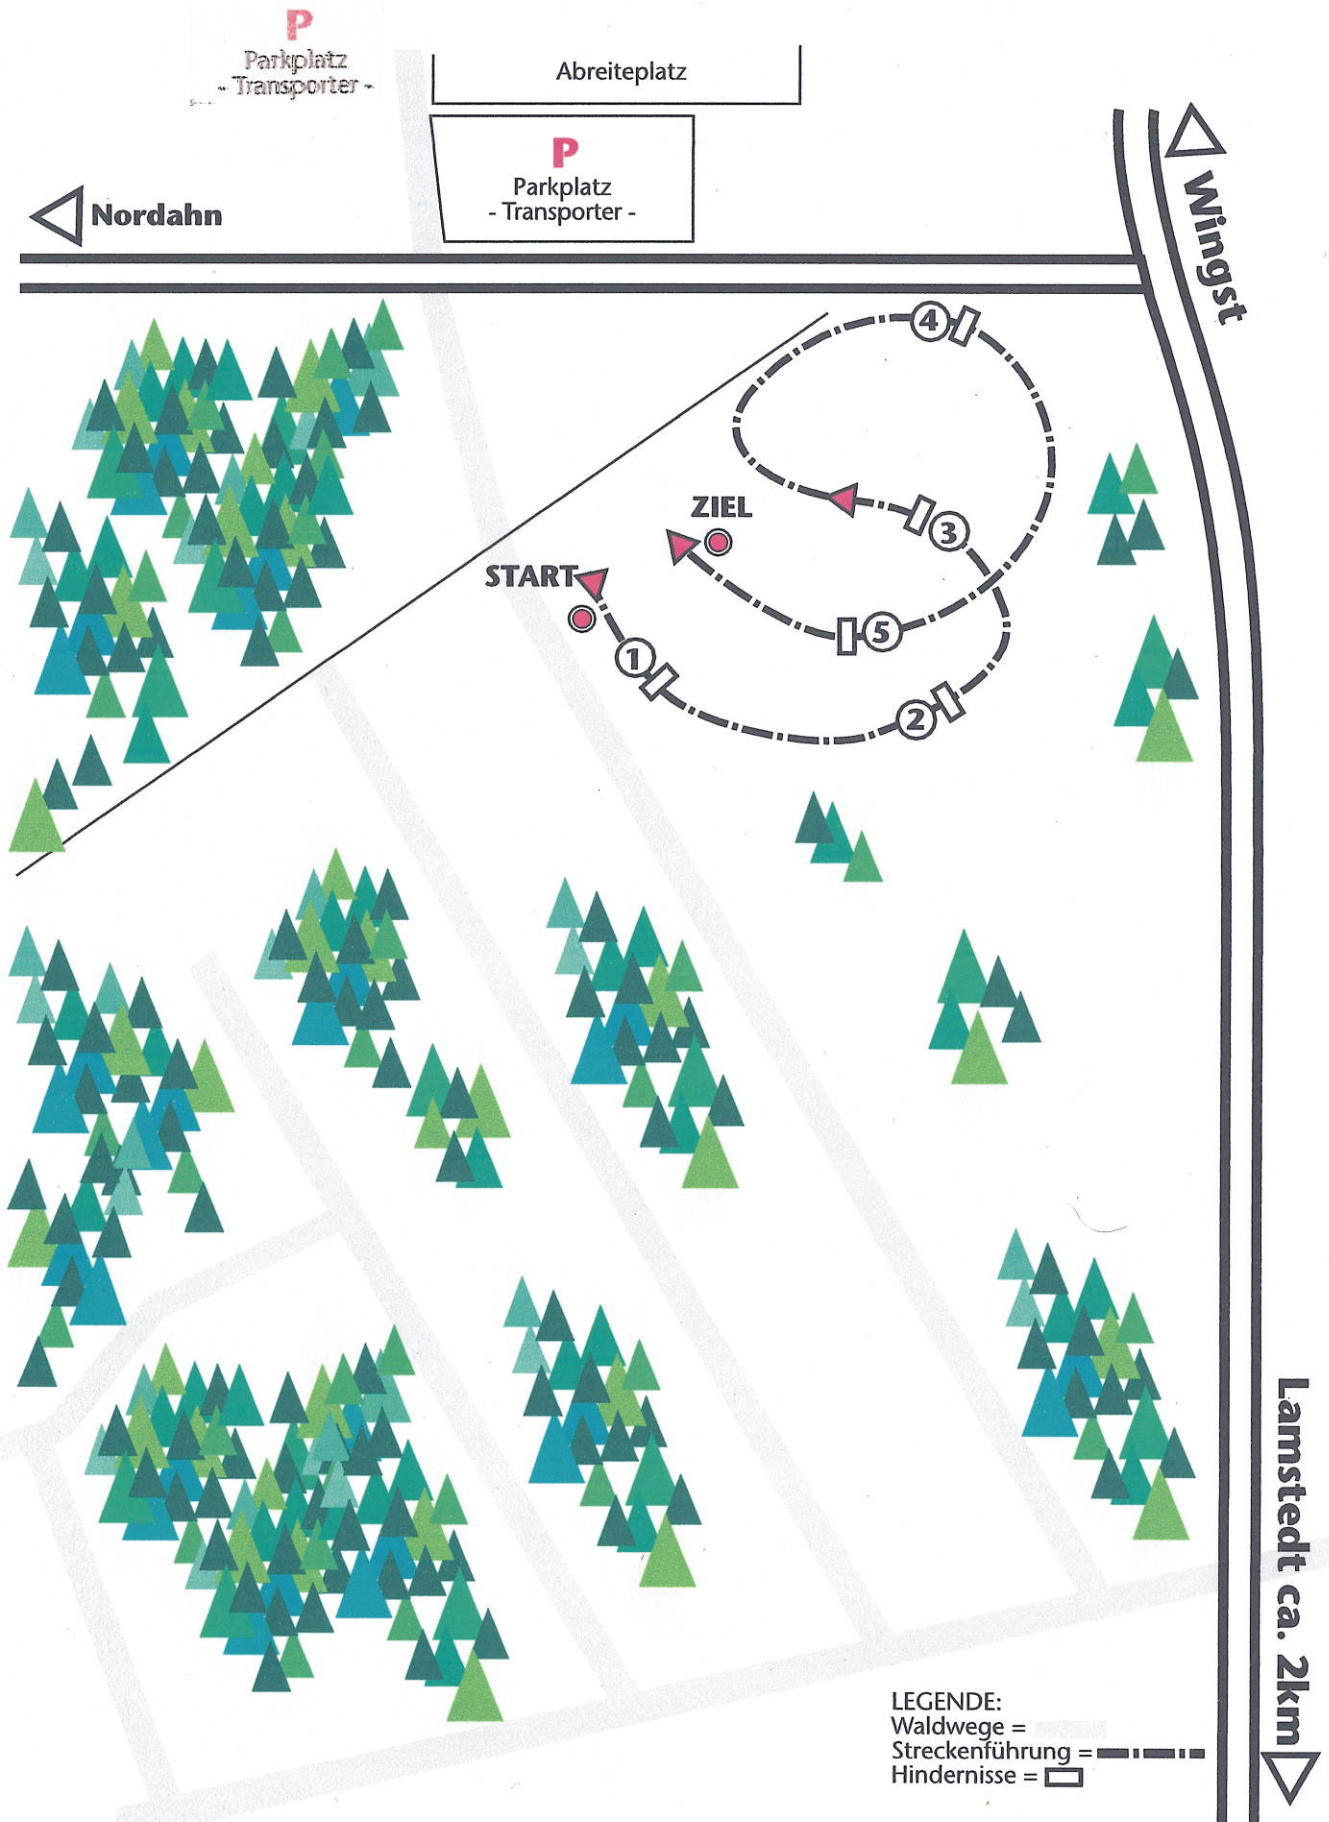 P
Parkplatz
- Transporter -
Abreiteplatz
P
Parkplatz
- Transporter -
Nordahn
Wingst
4
3
ZIEL
START
5
1
2
Lamstedt ca. 2km
LEGENDE:
Waldwege =
Streckenführung =
Hindernisse =